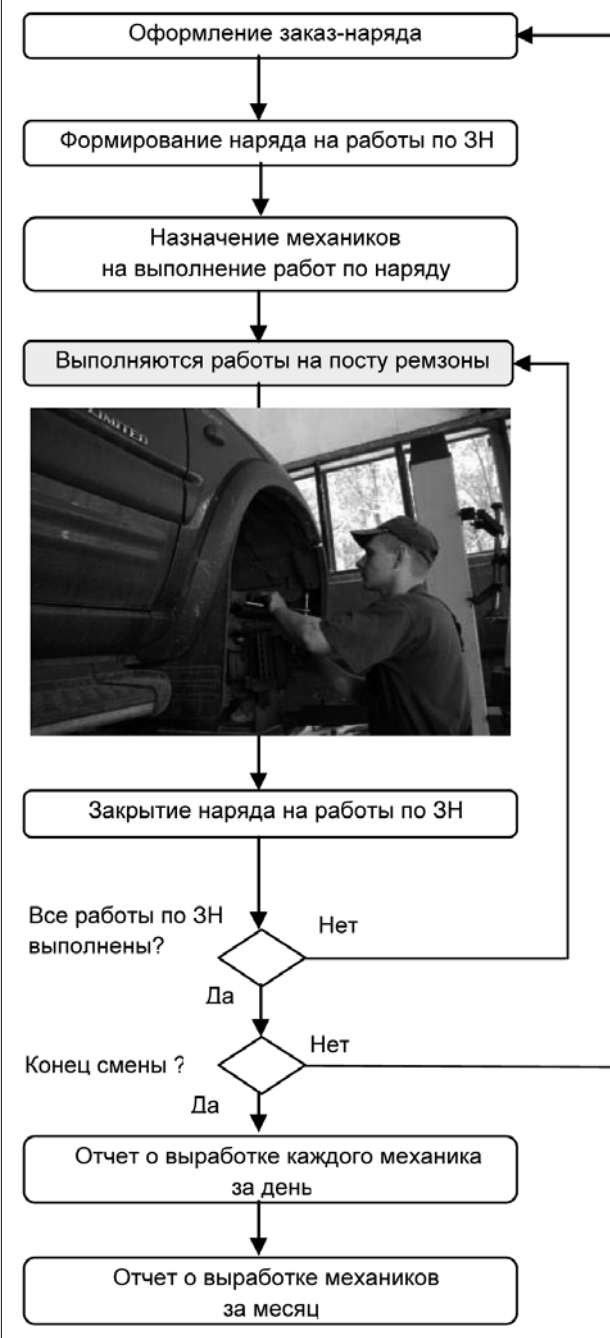 Оформление заказ-наряда
Формирование наряда на работы по ЗН
Назначение механиков
на выполнение работ по наряду
Выполняются работы на посту ремзоны
LIMITED
Закрытие наряда на работы по ЗН
Все работы по ЗН
выполнены?
Нет
Да
Конец смены ?
Нет
Да
Отчет о выработке каждого механика
за день
Отчет о выработке механиков
за месяц